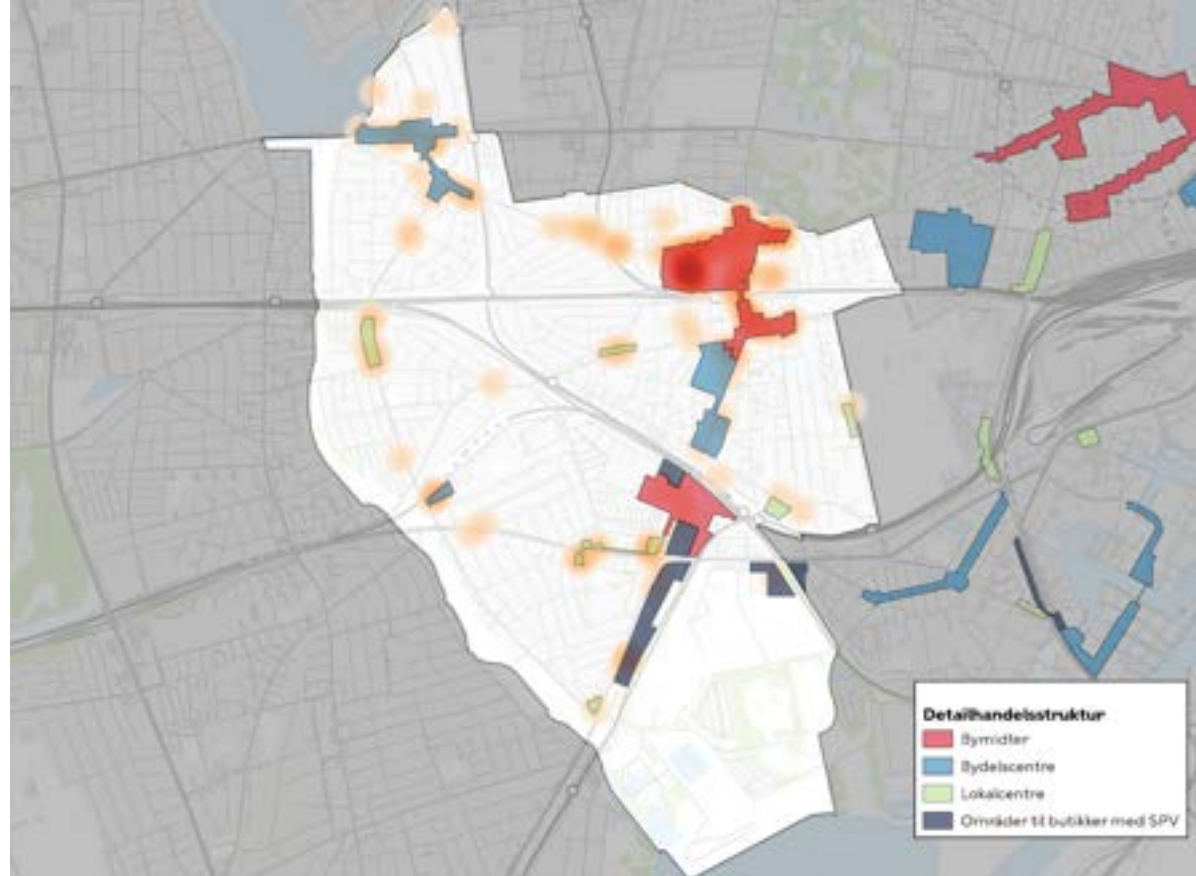 Detailhandelsstruktur
Bymidter
Bydelscentre
Lokalcentre
Områder til butikker med SPV